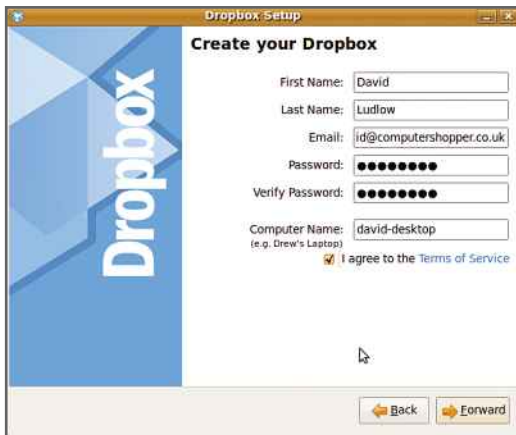 Dropbox Setup
Dropbox
Create your Dropbox
First Name: David
Last Name: Ludlow
Email: id@computershopper.co.uk
Password: ●●●●●●●●
Verify Password: ●●●●●●●●
Computer Name: david-desktop
(e.g. Drew's Laptop)
I agree to the Terms of Service
Back Forward